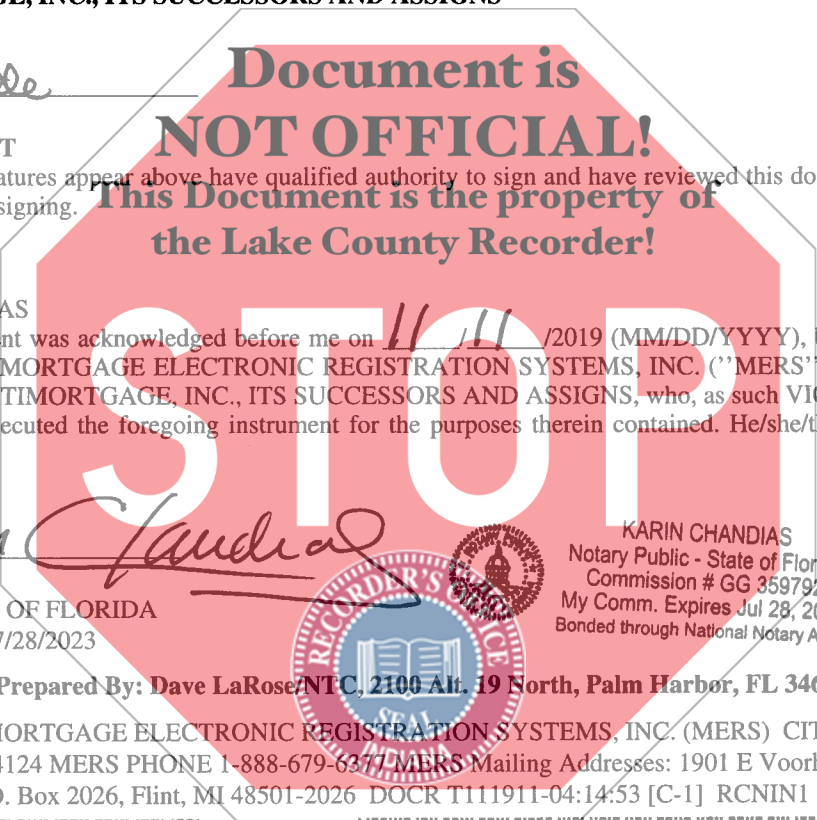 GE, INC., ITS SUCCESSORS AND ASSIGNS
Document is
NOT OFFICIAL!
T
atures appear above have qualified authority to sign and have reviewed this do
signing.
This Document is the property of
the Lake County Recorder!
AS
nt was acknowledged before me on 11 / 11 /2019 (MM/DD/YYYY),
MORTGAGE ELECTRONIC REGISTRATION SYSTEMS, INC. ("MERS"
TIMORTGAGE, INC., ITS SUCCESSORS AND ASSIGNS, who, as such VI
ecuted the foregoing instrument for the purposes therein contained. He/she/t
STOP
Chandias
KARIN CHANDIAS
Notary Public - State of Flor
Commission # GG 359792
My Comm. Expires Jul 28, 20
Bonded through National Notary A
OF FLORIDA
7/28/2023
RECORDER'S OFFICE
SEAL
INDIANA
Prepared By: Dave LaRose/NTC, 2100 Alt. 19 North, Palm Harbor, FL 346
MORTGAGE ELECTRONIC REGISTRATION SYSTEMS, INC. (MERS) CIT
4124 MERS PHONE 1-888-679-6377 MERS Mailing Addresses: 1901 E Voorh
O. Box 2026, Flint, MI 48501-2026 DOCR T111911-04:14:53 [C-1] RCNIN1